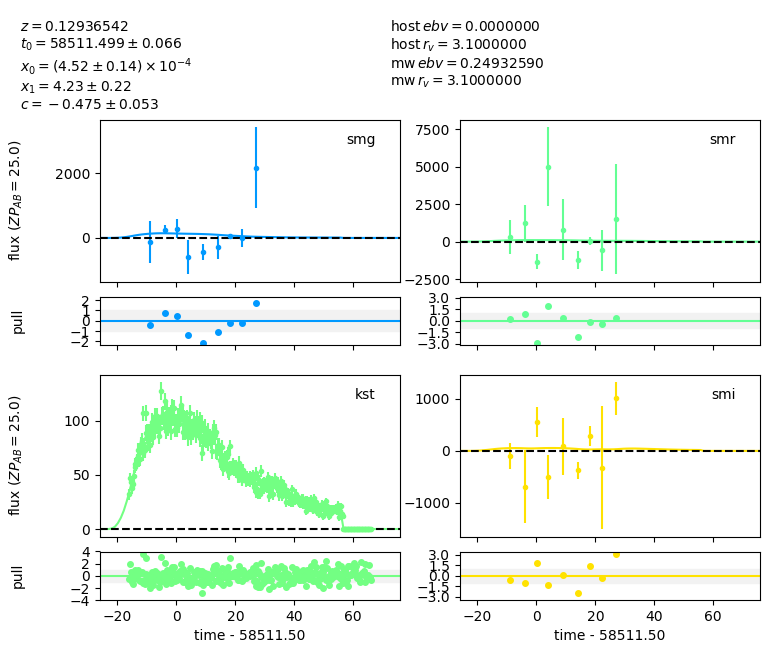 z = 0.12936542
t₀ = 58511.499 ± 0.066
x₀ = (4.52 ± 0.14) × 10⁻⁴
x₁ = 4.23 ± 0.22
c = −0.475 ± 0.053
host ebv = 0.0000000
host r_v = 3.1000000
mw ebv = 0.24932590
mw r_v = 3.1000000
flux (ZP_AB = 25.0)
smg
2000
0
smr
7500
5000
2500
0
−2500
pull
2
1
0
−1
−2
3.0
1.5
0.0
−1.5
−3.0
flux (ZP_AB = 25.0)
kst
100
50
0
smi
1000
0
−1000
pull
4
2
0
−2
−4
3.0
1.5
0.0
−1.5
−3.0
−20 0 20 40 60
time - 58511.50
−20 0 20 40 60
time - 58511.50